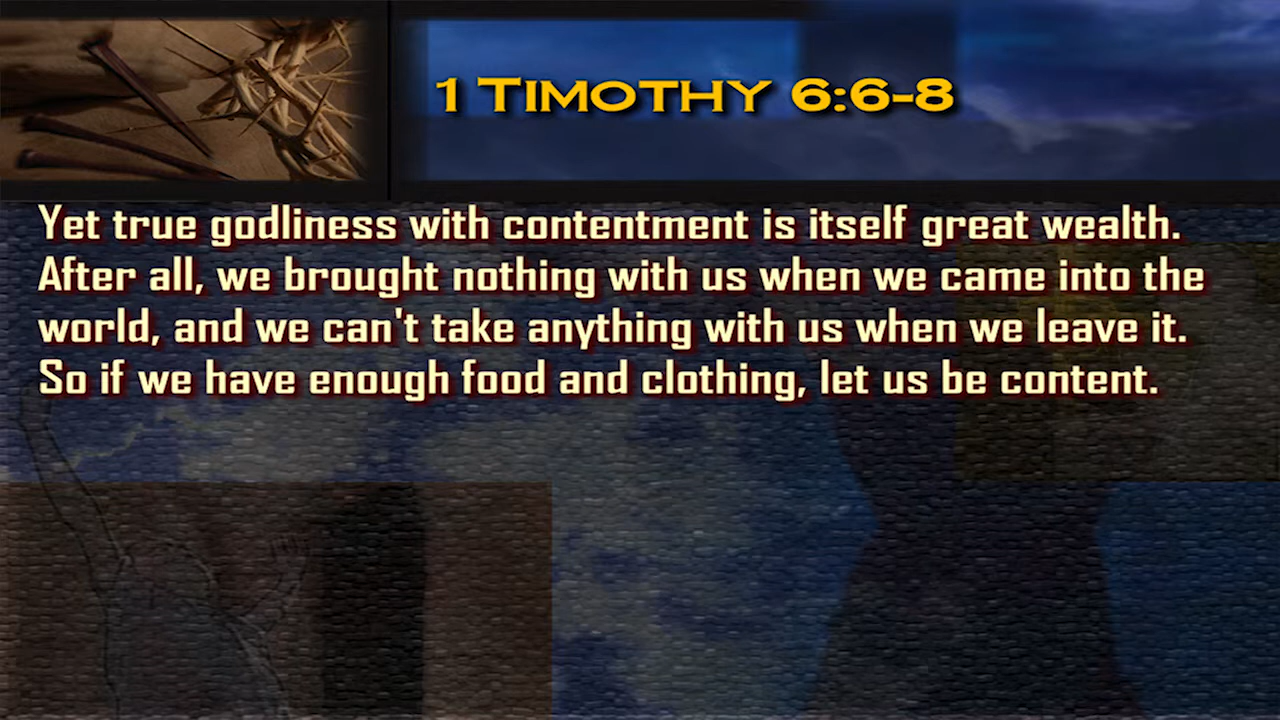 1 TIMOTHY 6:6-8
Yet true godliness with contentment is itself great wealth.
After all, we brought nothing with us when we came into the
world, and we can't take anything with us when we leave it.
So if we have enough food and clothing, let us be content.